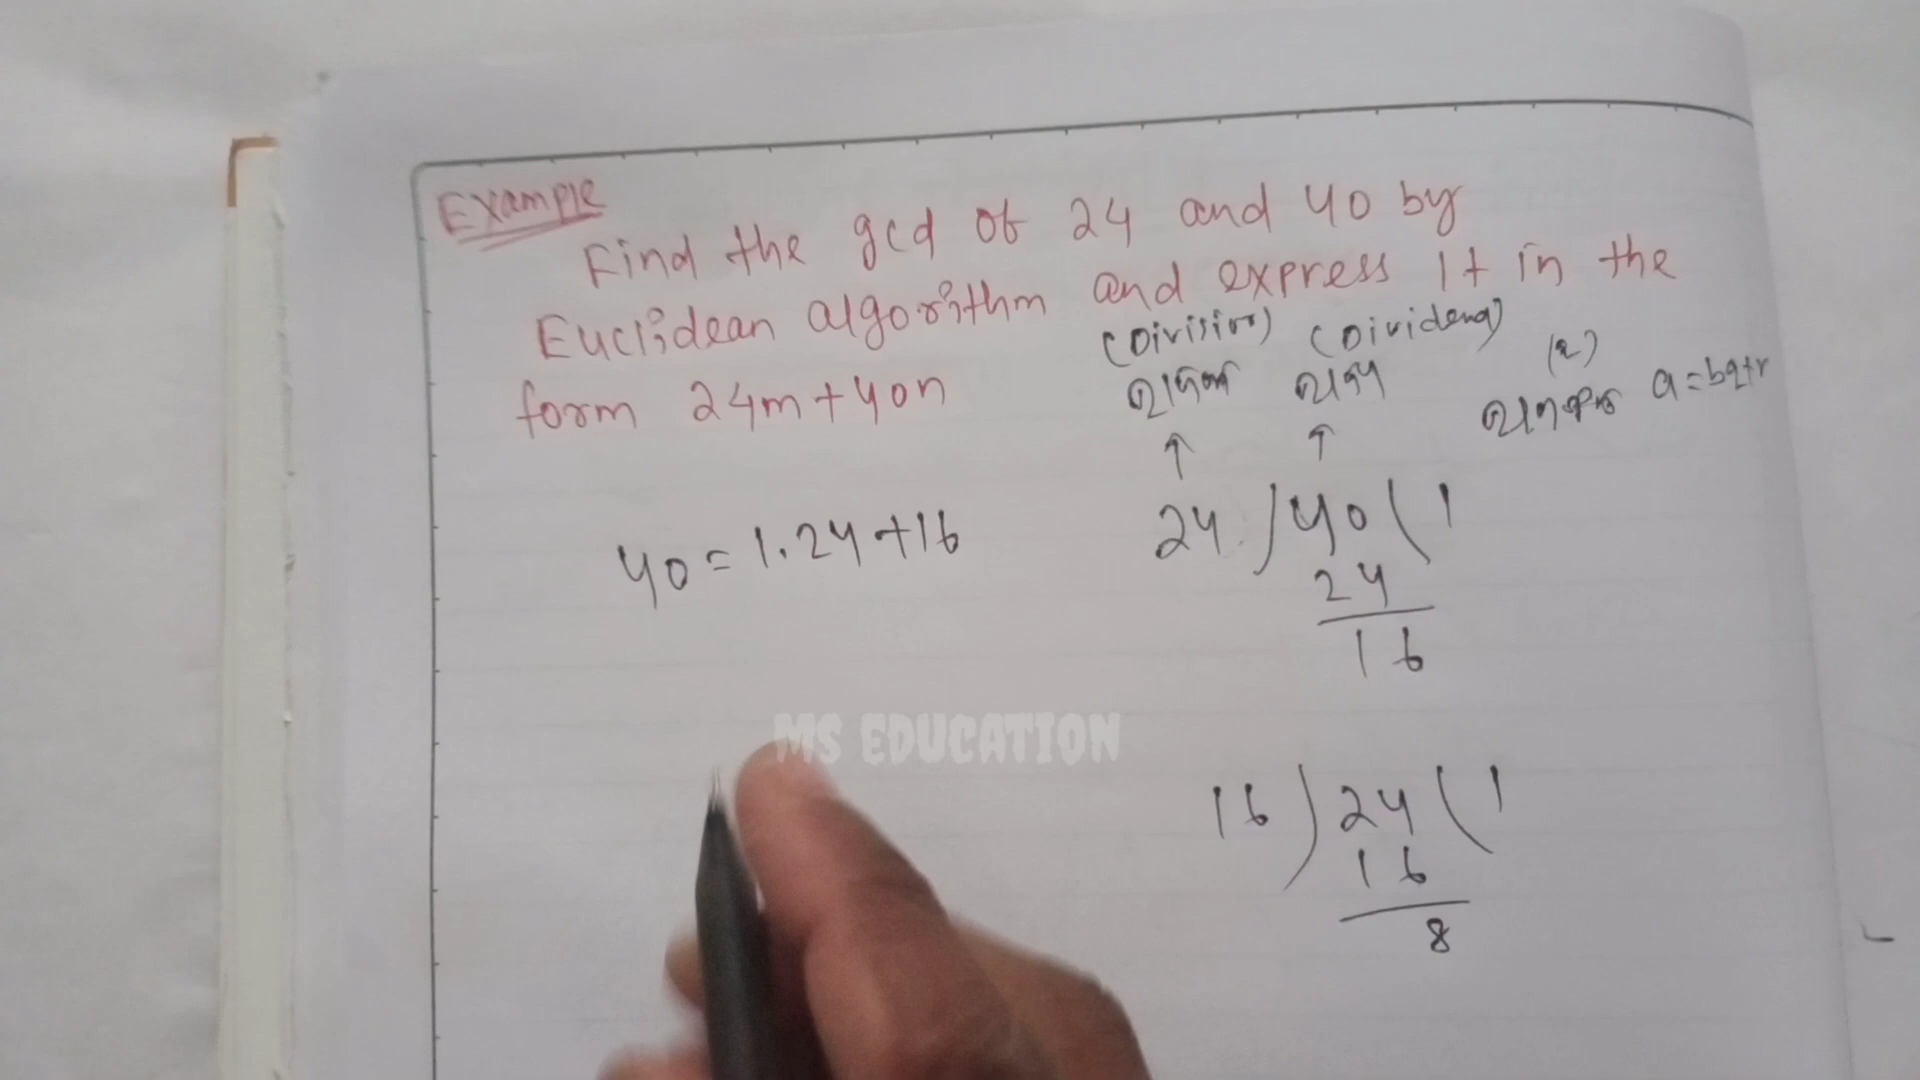 Example
Find the gcd of 24 and 40 by
Euclidean algorithm and express it in the
form 24m+40n
(Division) (Dividend)
(r)
a=bq+r
↑ ↑
40=1.24+16
24)40(1
24
16
MS EDUCATION
16)24(1
16
8